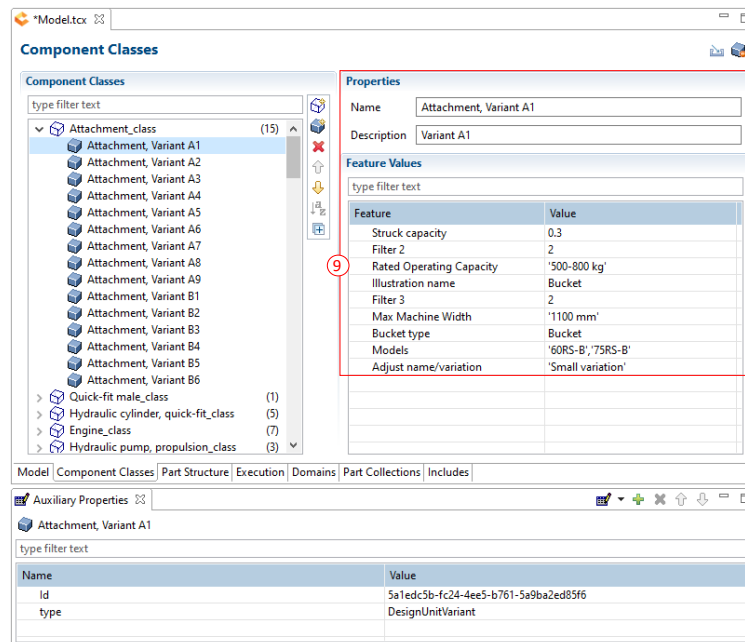 *Model.tcx
Component Classes
Component Classes
type filter text
Attachment_class (15)
Attachment, Variant A1
Attachment, Variant A2
Attachment, Variant A3
Attachment, Variant A4
Attachment, Variant A5
Attachment, Variant A6
Attachment, Variant A7
Attachment, Variant A8
Attachment, Variant A9
Attachment, Variant B1
Attachment, Variant B2
Attachment, Variant B3
Attachment, Variant B4
Attachment, Variant B5
Attachment, Variant B6
Quick-fit male_class (1)
Hydraulic cylinder, quick-fit_class (5)
Engine_class (7)
Hydraulic pump, propulsion_class (3)
Properties
Name Attachment, Variant A1
Description Variant A1
Feature Values
type filter text
Feature Value
Struck capacity 0.3
Filter 2 2
9
Rated Operating Capacity '500-800 kg'
Illustration name Bucket
Filter 3 2
Max Machine Width '1100 mm'
Bucket type Bucket
Models '60RS-B','75RS-B'
Adjust name/variation 'Small variation'
Model Component Classes Part Structure Execution Domains Part Collections Includes
Auxiliary Properties
Attachment, Variant A1
type filter text
Name Value
Id 5a1edc5b-fc24-4ee5-b761-5a9ba2ed85f6
type DesignUnitVariant